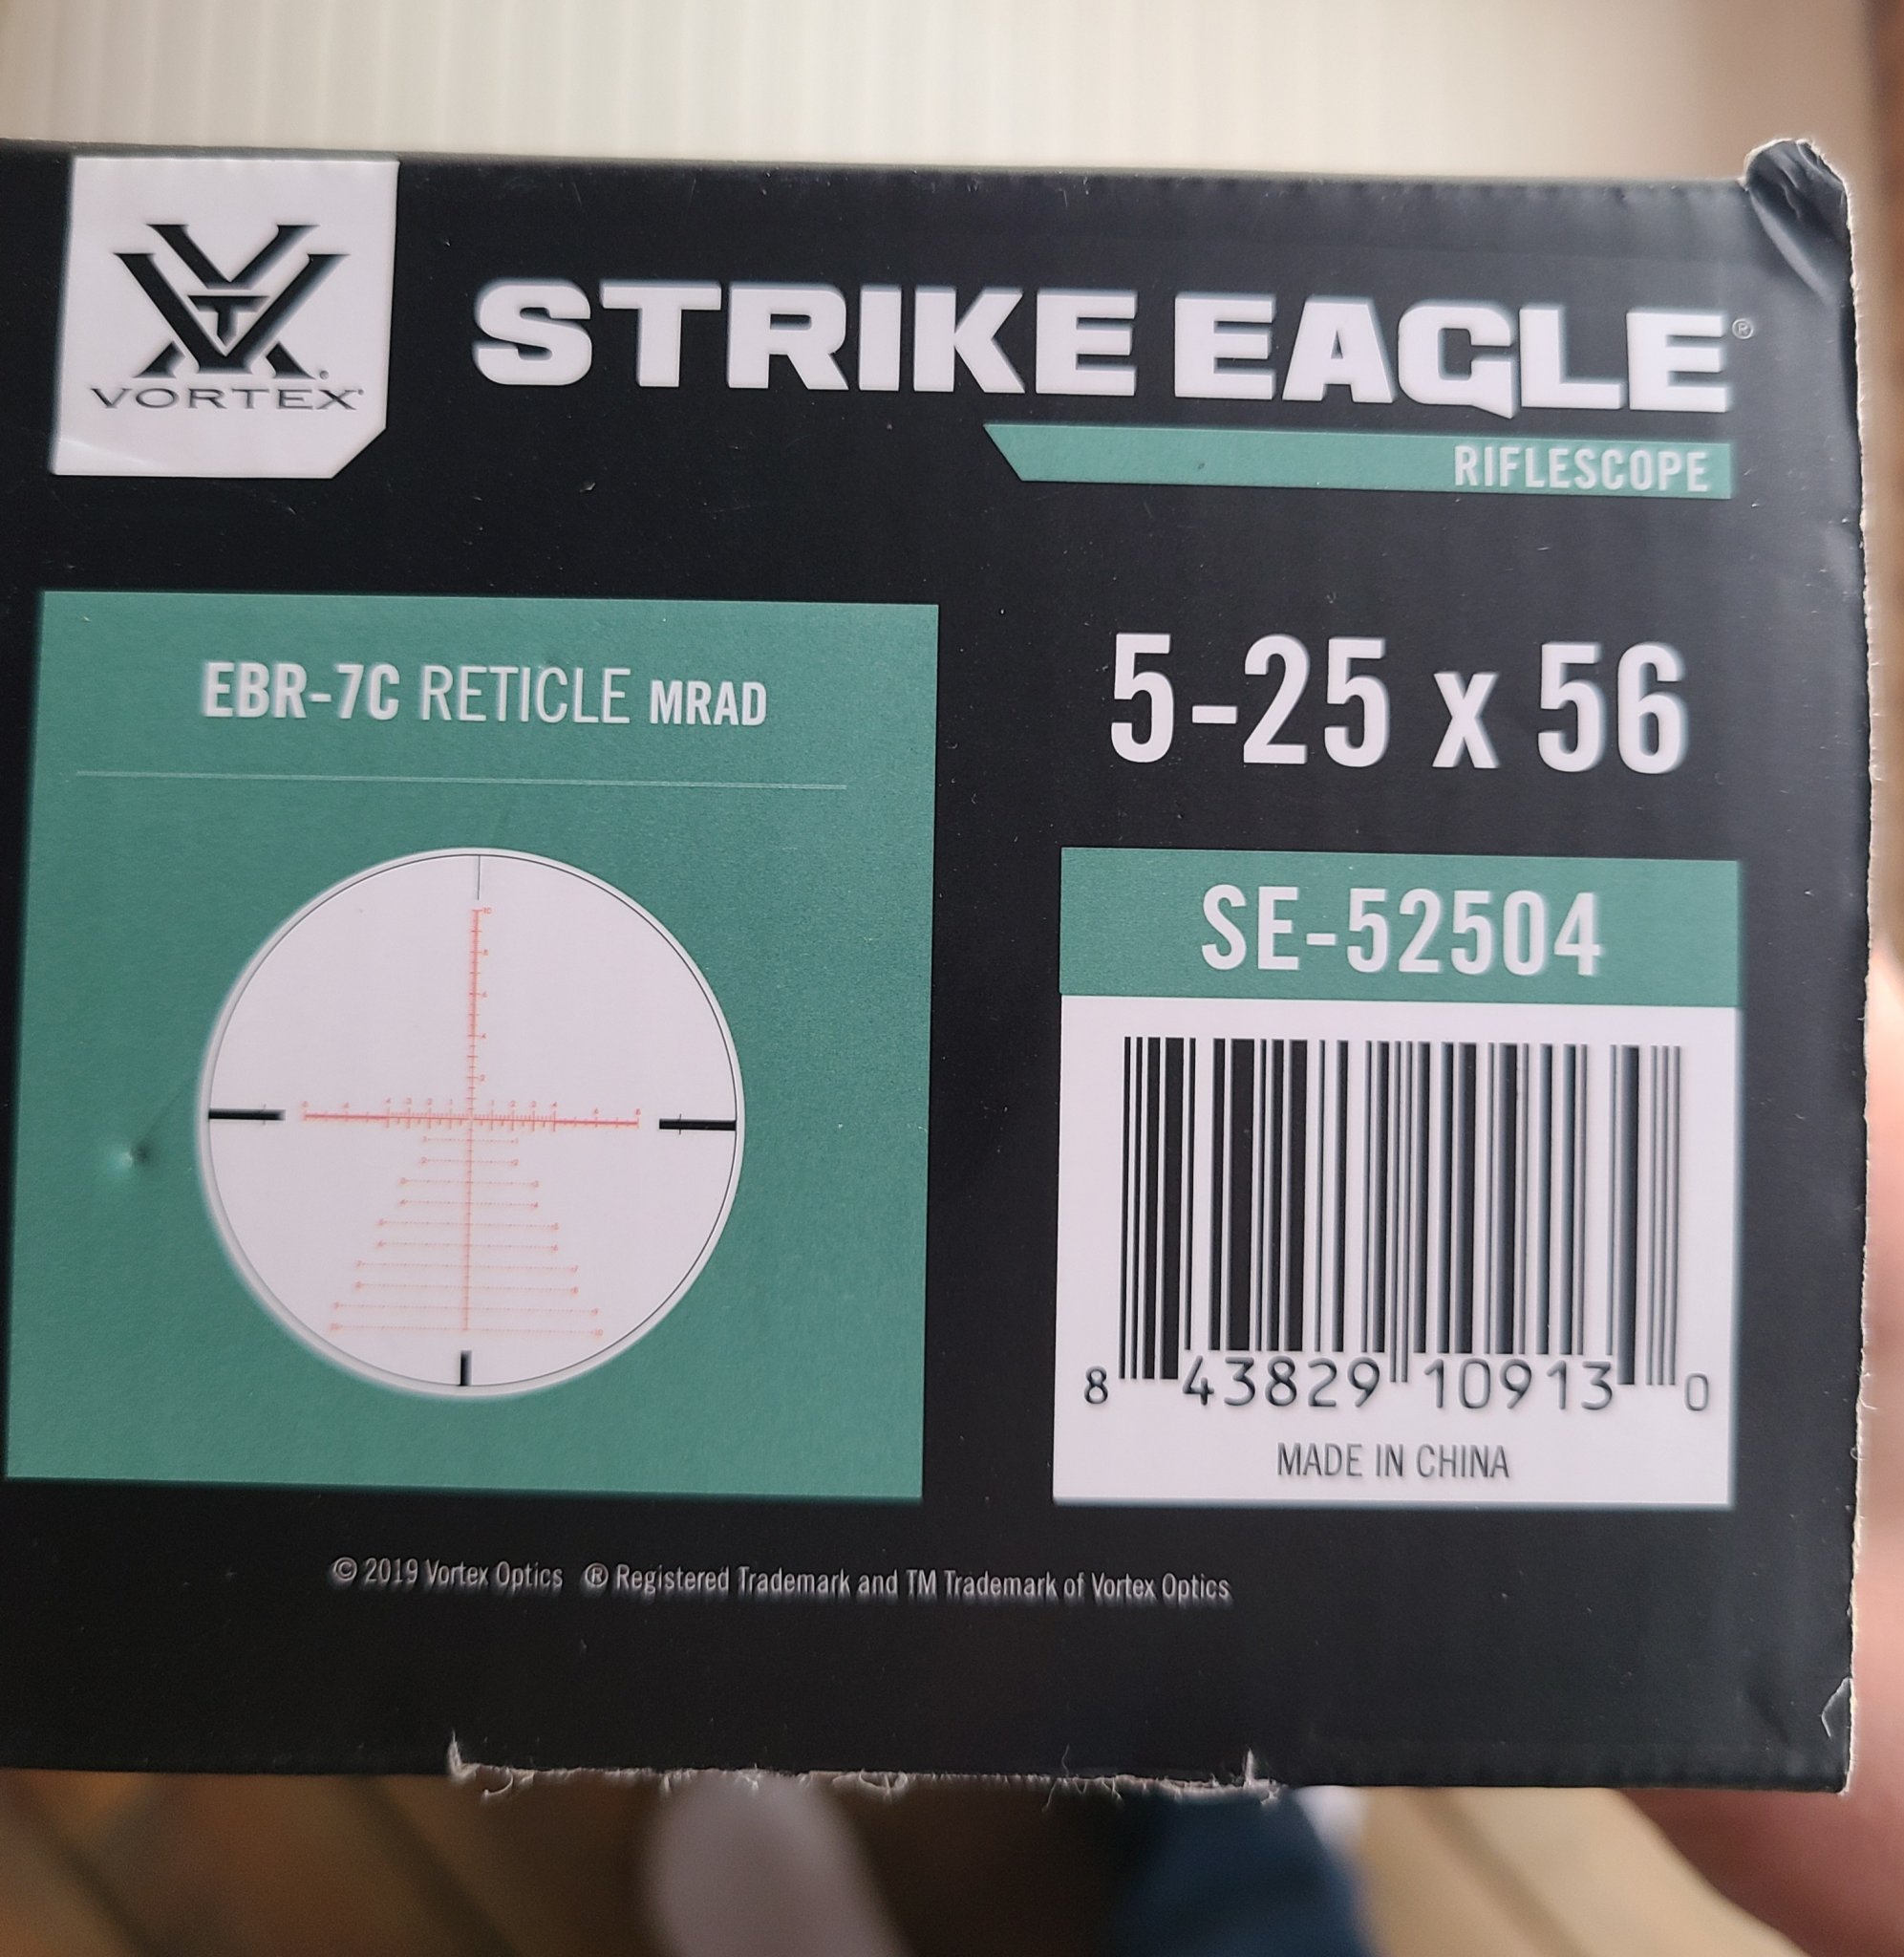 VORTEX®
STRIKE EAGLE®
RIFLESCOPE
EBR-7C RETICLE MRAD
5-25 x 56
SE-52504
8 43829 10913 0
MADE IN CHINA
© 2019 Vortex Optics ® Registered Trademark and TM Trademark of Vortex Optics